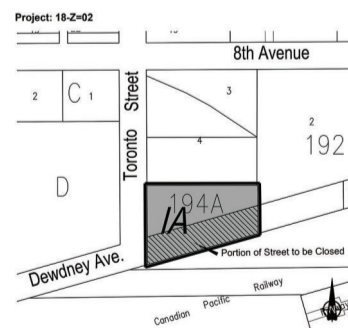 Project: 18-Z=02
8th Avenue
Toronto Street
2
C
1
3
4
2
192
D
194A
IA
Portion of Street to be Closed
Dewdney Ave.
Canadian Pacific Railway
N